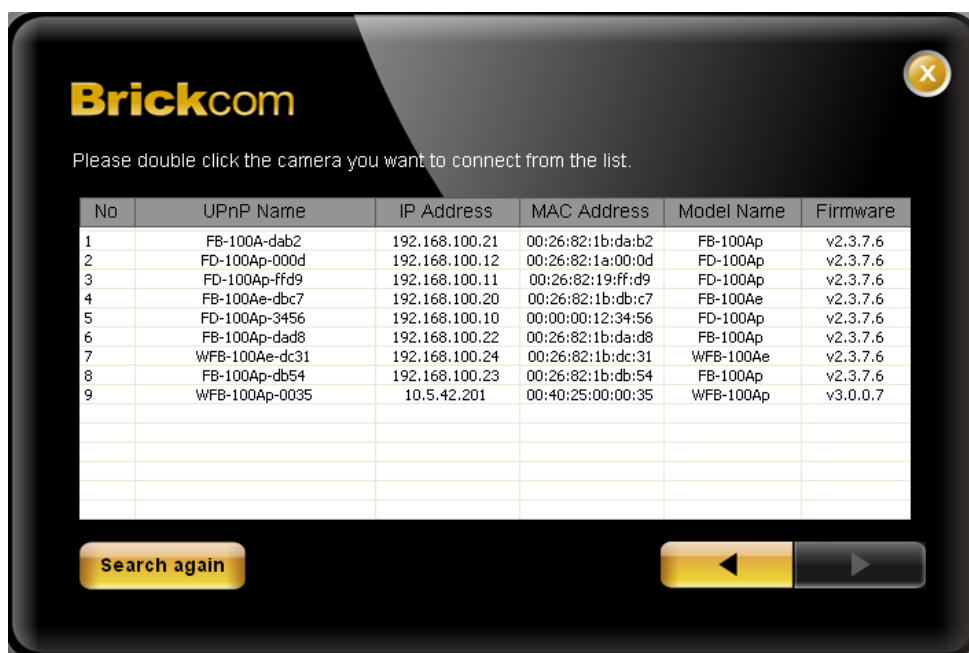 Brickcom
Please double click the camera you want to connect from the list.
No UPnP Name IP Address MAC Address Model Name Firmware
1 FB-100A-dab2 192.168.100.21 00:26:82:1b:da:b2 FB-100Ap v2.3.7.6
2 FD-100Ap-000d 192.168.100.12 00:26:82:1a:00:0d FD-100Ap v2.3.7.6
3 FD-100Ap-ffd9 192.168.100.11 00:26:82:19:ff:d9 FD-100Ap v2.3.7.6
4 FB-100Ae-dbc7 192.168.100.20 00:26:82:1b:db:c7 FB-100Ae v2.3.7.6
5 FD-100Ap-3456 192.168.100.10 00:00:00:12:34:56 FD-100Ap v2.3.7.6
6 FB-100Ap-dad8 192.168.100.22 00:26:82:1b:da:d8 FB-100Ap v2.3.7.6
7 WFB-100Ae-dc31 192.168.100.24 00:26:82:1b:dc:31 WFB-100Ae v2.3.7.6
8 FB-100Ap-db54 192.168.100.23 00:26:82:1b:db:54 FB-100Ap v2.3.7.6
9 WFB-100Ap-0035 10.5.42.201 00:40:25:00:00:35 WFB-100Ap v3.0.0.7
Search again